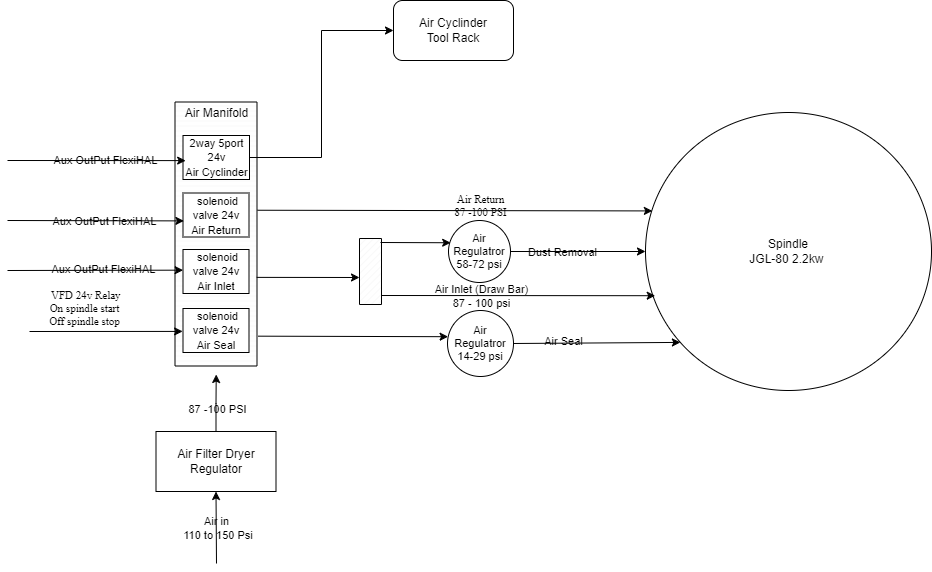 Air Cyclinder
Tool Rack
Air Manifold
2way 5port
24v
Air Cyclinder
Aux OutPut FlexiHAL
solenoid
valve 24v
Air Return
Aux OutPut FlexiHAL
solenoid
valve 24v
Air Inlet
Aux OutPut FlexiHAL
VFD 24v Relay
On spindle start
Off spindle stop
solenoid
valve 24v
Air Seal
Air Return
87 -100 PSI
Air
Regulatror
58-72 psi
Dust Removal
Air Inlet (Draw Bar)
87 - 100 psi
Air
Regulatror
14-29 psi
Air Seal
Spindle
JGL-80 2.2kw
87 -100 PSI
Air Filter Dryer
Regulator
Air in
110 to 150 Psi